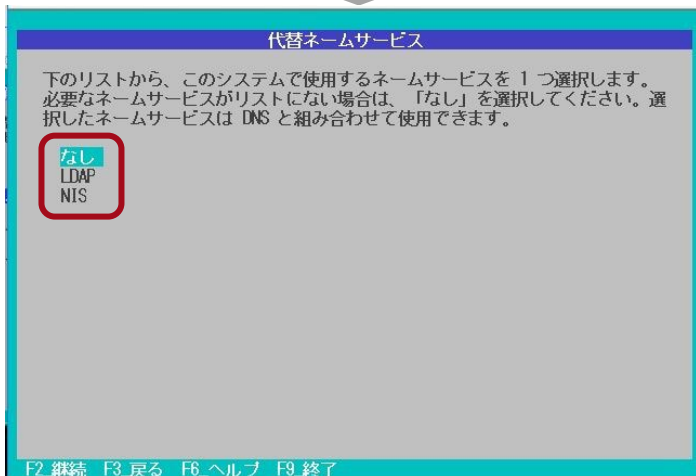 代替ネームサービス
下のリストから、このシステムで使用するネームサービスを 1 つ選択します。
必要なネームサービスがリストにない場合は、「なし」を選択してください。選
択したネームサービスは DNS と組み合わせて使用できます。
なし
LDAP
NIS
F2_継続 F3_戻る F6_ヘルプ F9_終了